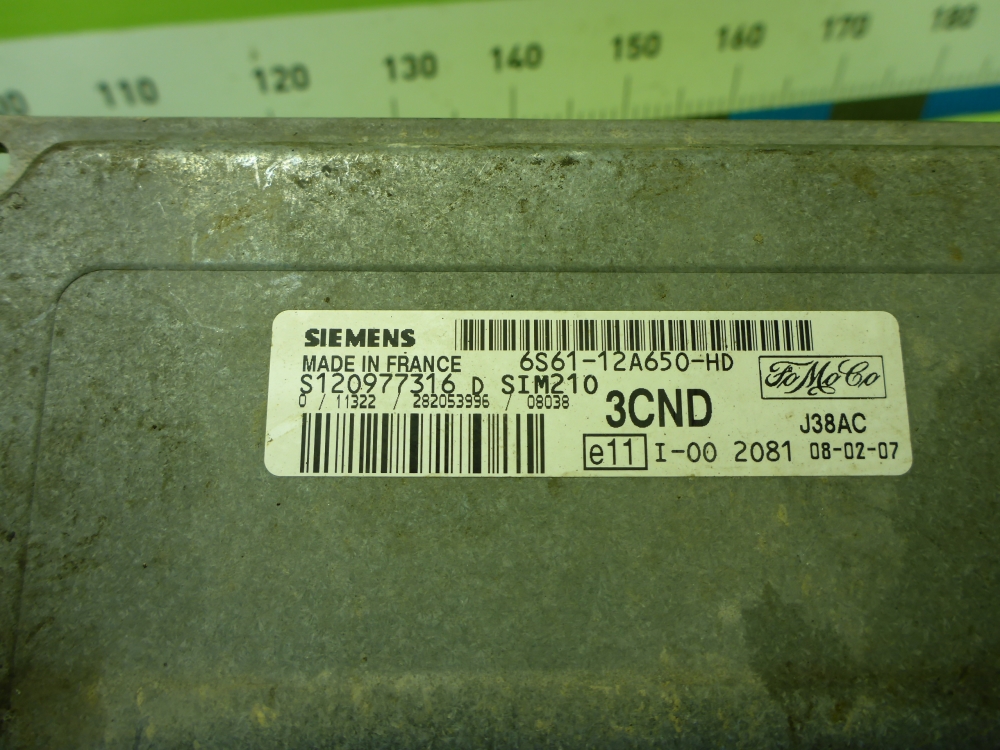 110 120 130 140 150 160 170 180
SIEMENS
MADE IN FRANCE 6S61-12A650-HD
S120977316 D SIM210
FoMoCo
0 / 11322 / 282053996 / 08038
3CND
J38AC
e11 I-00 2081 08-02-07